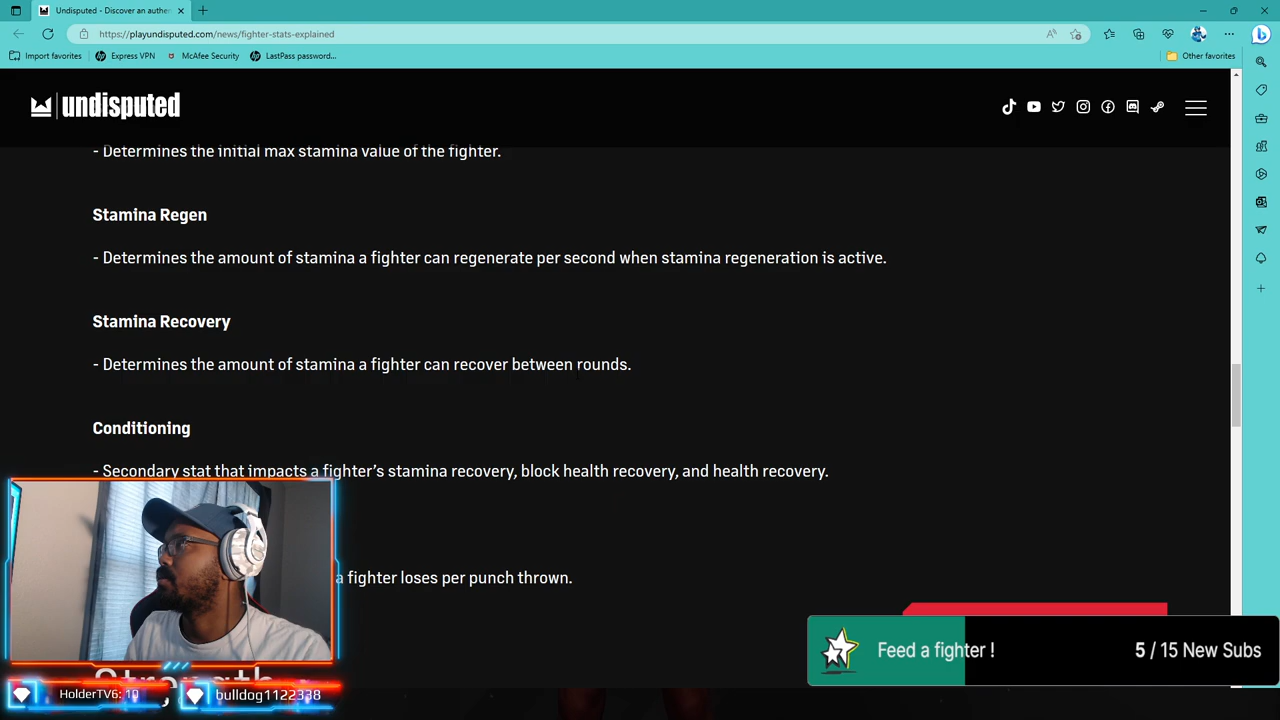 Undisputed - Discover an authen
https://playundisputed.com/news/fighter-stats-explained
Import favorites
Express VPN
McAfee Security
LastPass password...
Other favorites
undisputed
- Determines the initial max stamina value of the fighter.
Stamina Regen
- Determines the amount of stamina a fighter can regenerate per second when stamina regeneration is active.
Stamina Recovery
- Determines the amount of stamina a fighter can recover between rounds.
Conditioning
- Secondary stat that impacts a fighter's stamina recovery, block health recovery, and health recovery.
a fighter loses per punch thrown.
Feed a fighter !
5 / 15 New Subs
Strength
HolderTV6: 10
bulldog1122338